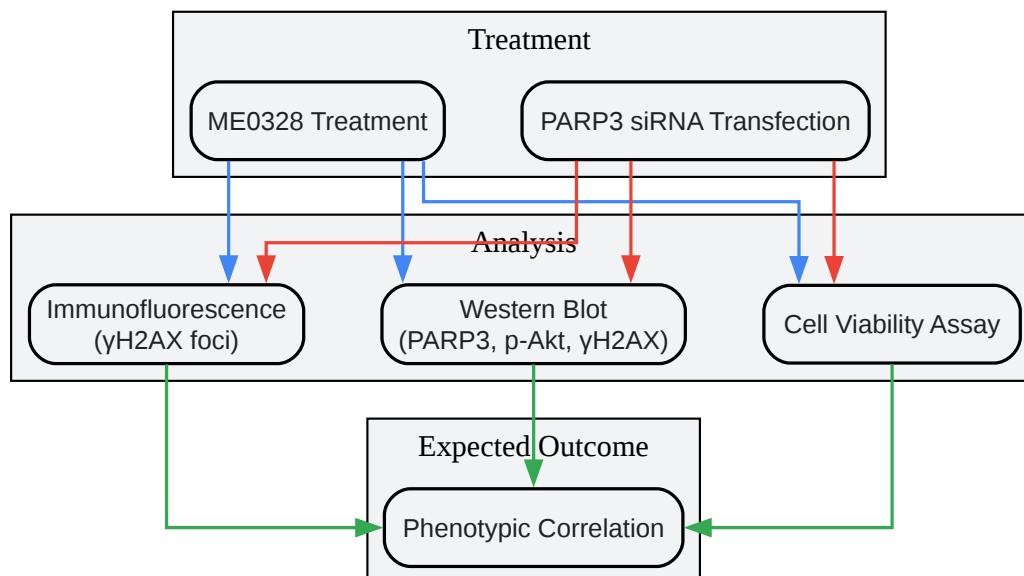 Treatment
ME0328 Treatment
PARP3 siRNA Transfection
Analysis
Immunofluorescence
(γH2AX foci)
Western Blot
(PARP3, p-Akt, γH2AX)
Cell Viability Assay
Expected Outcome
Phenotypic Correlation